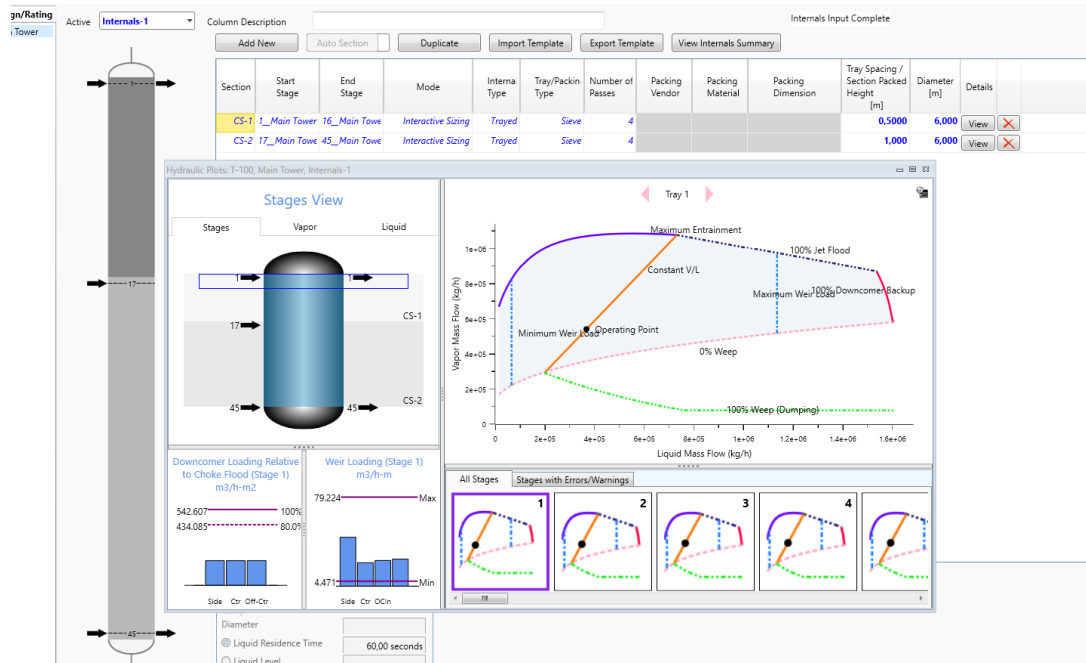 gn/Rating
Tower
Active Internals-1
Column Description
Internals Input Complete
Add New Auto Section Duplicate Import Template Export Template View Internals Summary
Section Start Stage End Stage Mode Interna Type Tray/Packin Type Number of Passes Packing Vendor Packing Material Packing Dimension Tray Spacing / Section Packed Height [m] Diameter [m] Details
CS-1 1__Main Tower 16__Main Towe Interactive Sizing Trayed Sieve 4 0,5000 6,000 View
CS-2 17__Main Towe 45__Main Towe Interactive Sizing Trayed Sieve 4 1,000 6,000 View
1
17
45
Hydraulic Plots: T-100, Main Tower, Internals-1
Stages View
Stages Vapor Liquid
1 1
CS-1
17
CS-2
45 45
Tray 1
Vapor Mass Flow (kg/h)
1e+06
8e+05
6e+05
4e+05
2e+05
0
Maximum Entrainment
100% Jet Flood
Constant V/L
Maximum Weir Load
100% Downcomer Backup
Minimum Weir Load
Operating Point
0% Weep
100% Weep (Dumping)
0 2e+05 4e+05 6e+05 8e+05 1e+06 1.2e+06 1.4e+06 1.6e+06
Liquid Mass Flow (kg/h)
Downcomer Loading Relative
to Choke Flood (Stage 1)
m3/h-m2
542.607 100%
434.085 80.0%
Side Ctr Off-Ctr
Weir Loading (Stage 1)
m3/h-m
79.224 Max
4.471 Min
Side Ctr OCin
All Stages Stages with Errors/Warnings
1 2 3 4
Diameter
Liquid Residence Time 60,00 seconds
Liquid Level